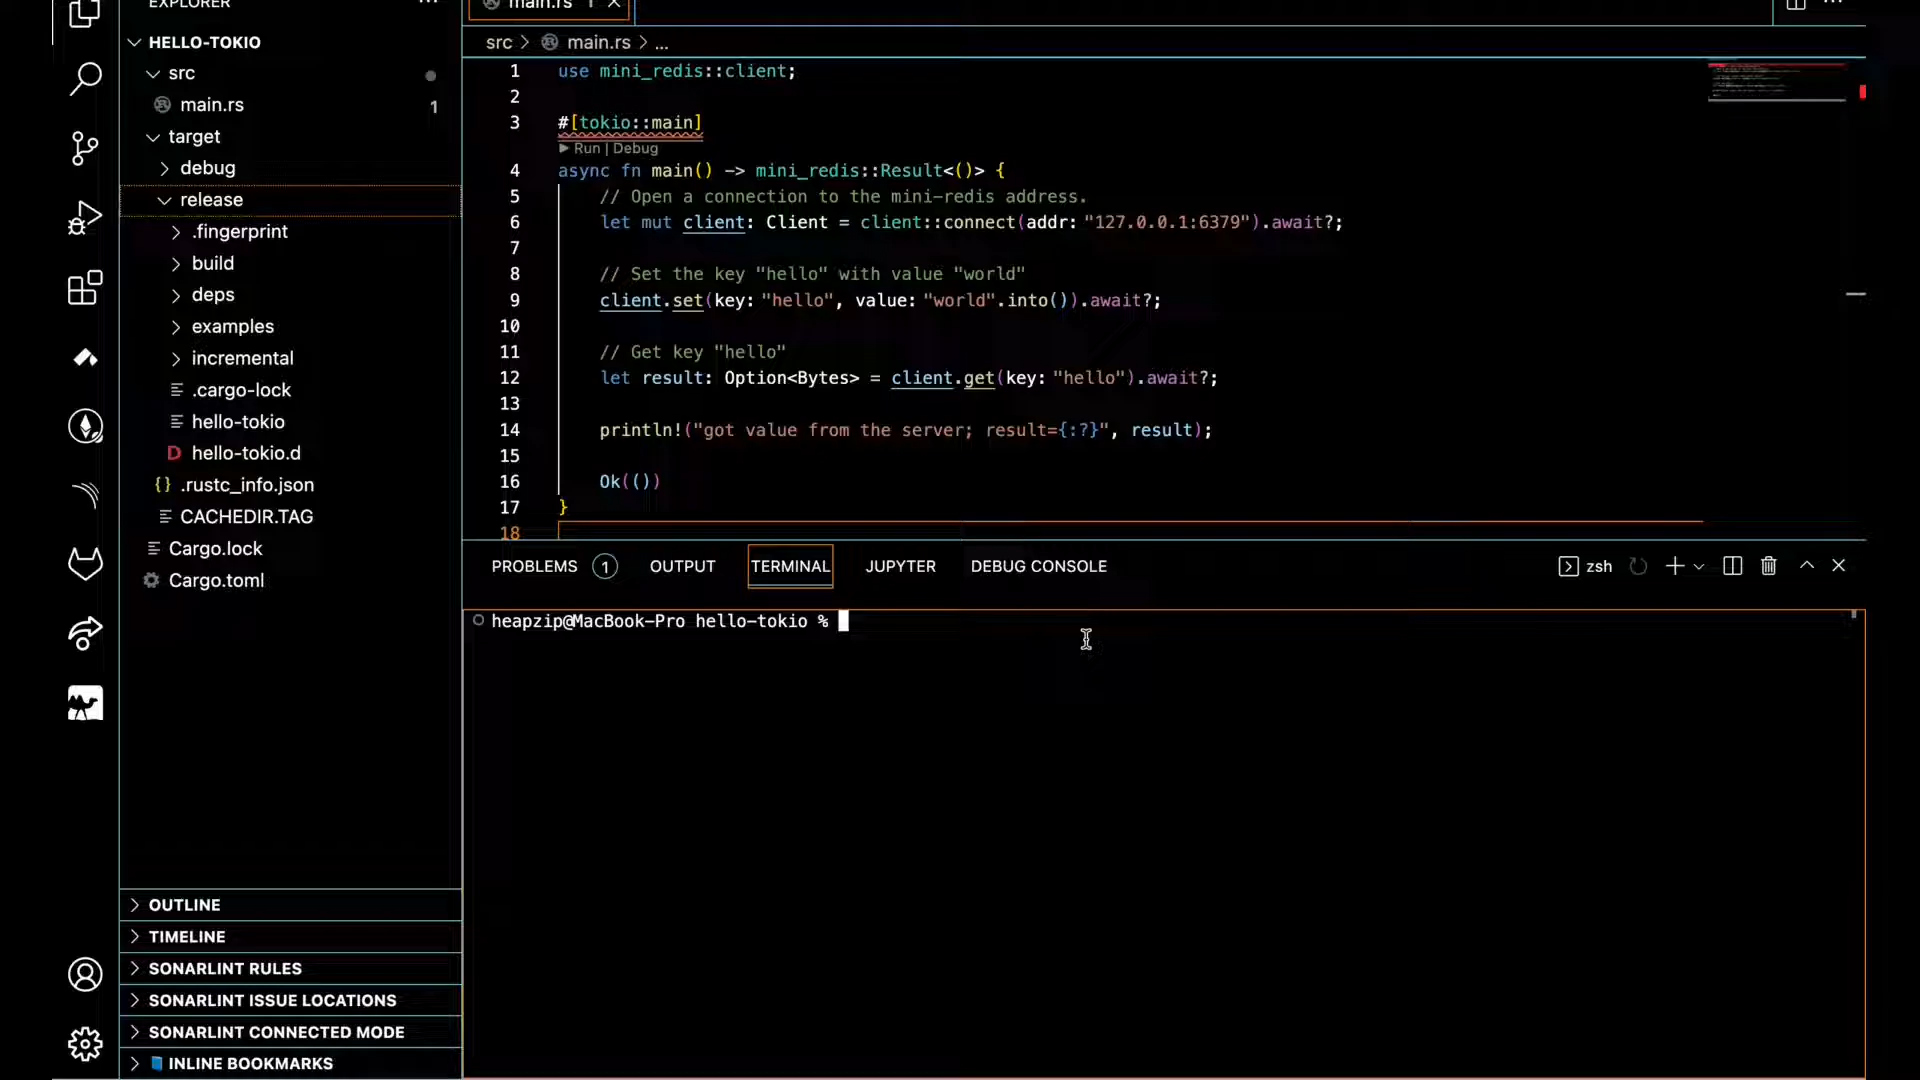 EXPLORER
HELLO-TOKIO
src
main.rs 1
target
debug
release
.fingerprint
build
deps
examples
incremental
.cargo-lock
hello-tokio
D hello-tokio.d
{} .rustc_info.json
CACHEDIR.TAG
Cargo.lock
Cargo.toml
OUTLINE
TIMELINE
SONARLINT RULES
SONARLINT ISSUE LOCATIONS
SONARLINT CONNECTED MODE
INLINE BOOKMARKS
main.rs 1
src > main.rs > ...
1 use mini_redis::client;
2
3 #[tokio::main]
Run | Debug
4 async fn main() -> mini_redis::Result<()> {
5 // Open a connection to the mini-redis address.
6 let mut client: Client = client::connect(addr: "127.0.0.1:6379").await?;
7
8 // Set the key "hello" with value "world"
9 client.set(key: "hello", value: "world".into()).await?;
10
11 // Get key "hello"
12 let result: Option<Bytes> = client.get(key: "hello").await?;
13
14 println!("got value from the server; result={:?}", result);
15
16 Ok(())
17 }
18
PROBLEMS 1 OUTPUT TERMINAL JUPYTER DEBUG CONSOLE zsh
heapzip@MacBook-Pro hello-tokio %